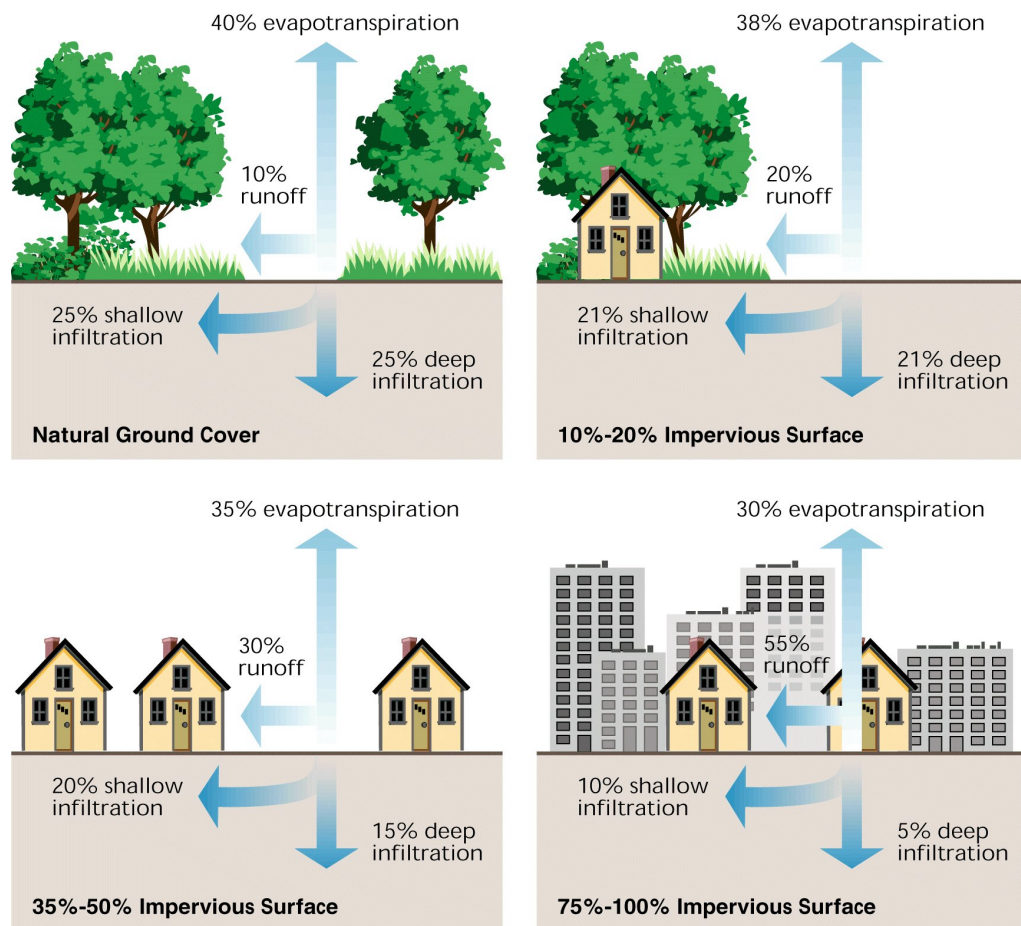 40% evapotranspiration
10%
runoff
25% shallow
infiltration
25% deep
infiltration
Natural Ground Cover
38% evapotranspiration
20%
runoff
21% shallow
infiltration
21% deep
infiltration
10%-20% Impervious Surface
35% evapotranspiration
30%
runoff
20% shallow
infiltration
15% deep
infiltration
35%-50% Impervious Surface
30% evapotranspiration
55%
runoff
10% shallow
infiltration
5% deep
infiltration
75%-100% Impervious Surface